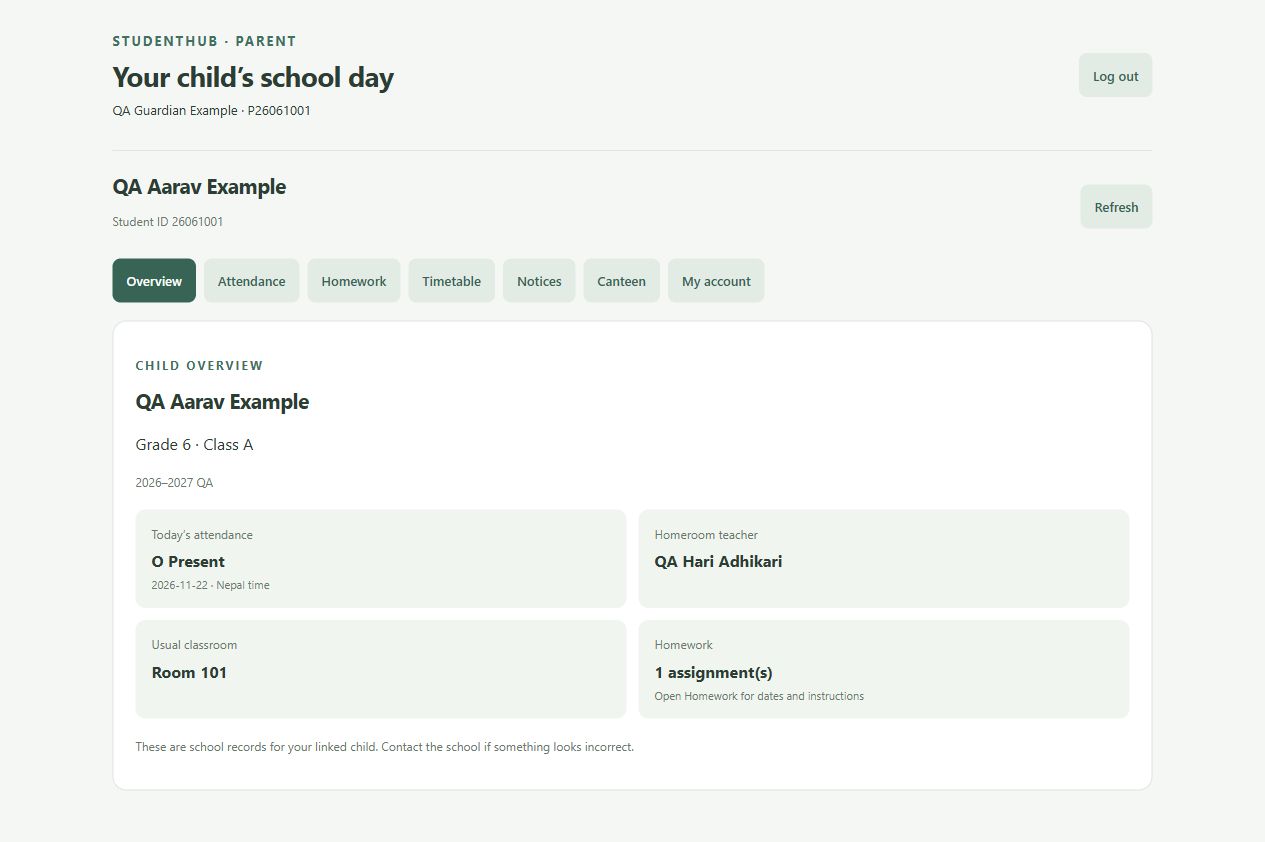 STUDENTHUB · PARENT
Your child’s school day
QA Guardian Example · P26061001
Log out
QA Aarav Example
Student ID 26061001
Refresh
Overview
Attendance
Homework
Timetable
Notices
Canteen
My account
CHILD OVERVIEW
QA Aarav Example
Grade 6 · Class A
2026–2027 QA
Today’s attendance
O Present
2026-11-22 · Nepal time
Homeroom teacher
QA Hari Adhikari
Usual classroom
Room 101
Homework
1 assignment(s)
Open Homework for dates and instructions
These are school records for your linked child. Contact the school if something looks incorrect.